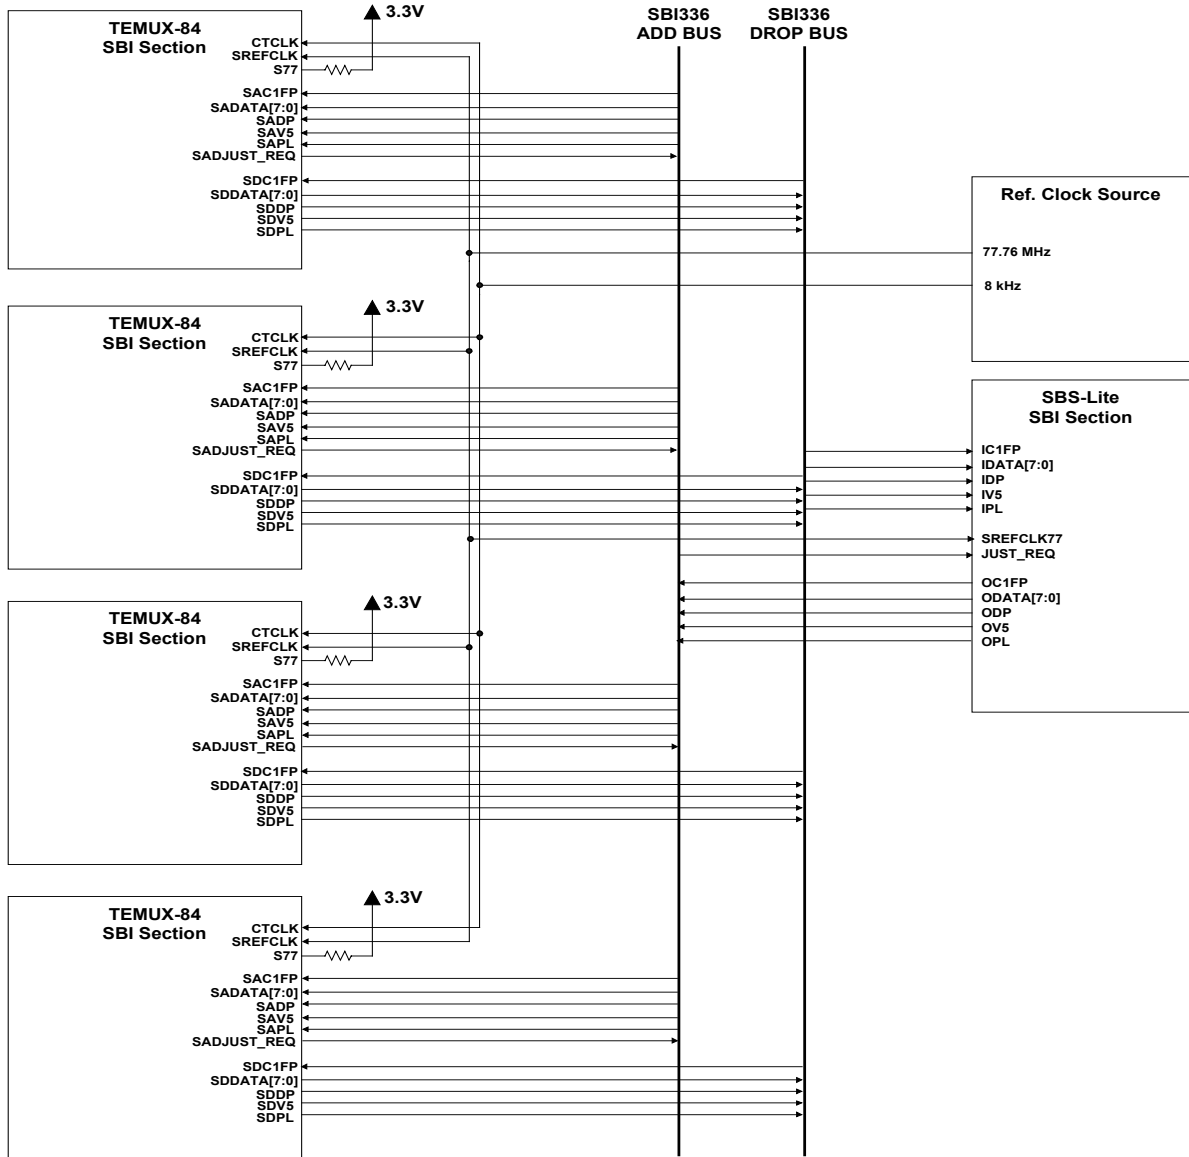 SBI336
ADD BUS
SBI336
DROP BUS
TEMUX-84
SBI Section
3.3V
CTCLK
SREFCLK
S77
SAC1FP
SADATA[7:0]
SADP
SAV5
SAPL
SADJUST_REQ
SDC1FP
SDDATA[7:0]
SDDP
SDV5
SDPL
Ref. Clock Source
77.76 MHz
8 kHz
TEMUX-84
SBI Section
3.3V
CTCLK
SREFCLK
S77
SAC1FP
SADATA[7:0]
SADP
SAV5
SAPL
SADJUST_REQ
SDC1FP
SDDATA[7:0]
SDDP
SDV5
SDPL
SBS-Lite
SBI Section
IC1FP
IDATA[7:0]
IDP
IV5
IPL
SREFCLK77
JUST_REQ
OC1FP
ODATA[7:0]
ODP
OV5
OPL
TEMUX-84
SBI Section
3.3V
CTCLK
SREFCLK
S77
SAC1FP
SADATA[7:0]
SADP
SAV5
SAPL
SADJUST_REQ
SDC1FP
SDDATA[7:0]
SDDP
SDV5
SDPL
TEMUX-84
SBI Section
3.3V
CTCLK
SREFCLK
S77
SAC1FP
SADATA[7:0]
SADP
SAV5
SAPL
SADJUST_REQ
SDC1FP
SDDATA[7:0]
SDDP
SDV5
SDPL